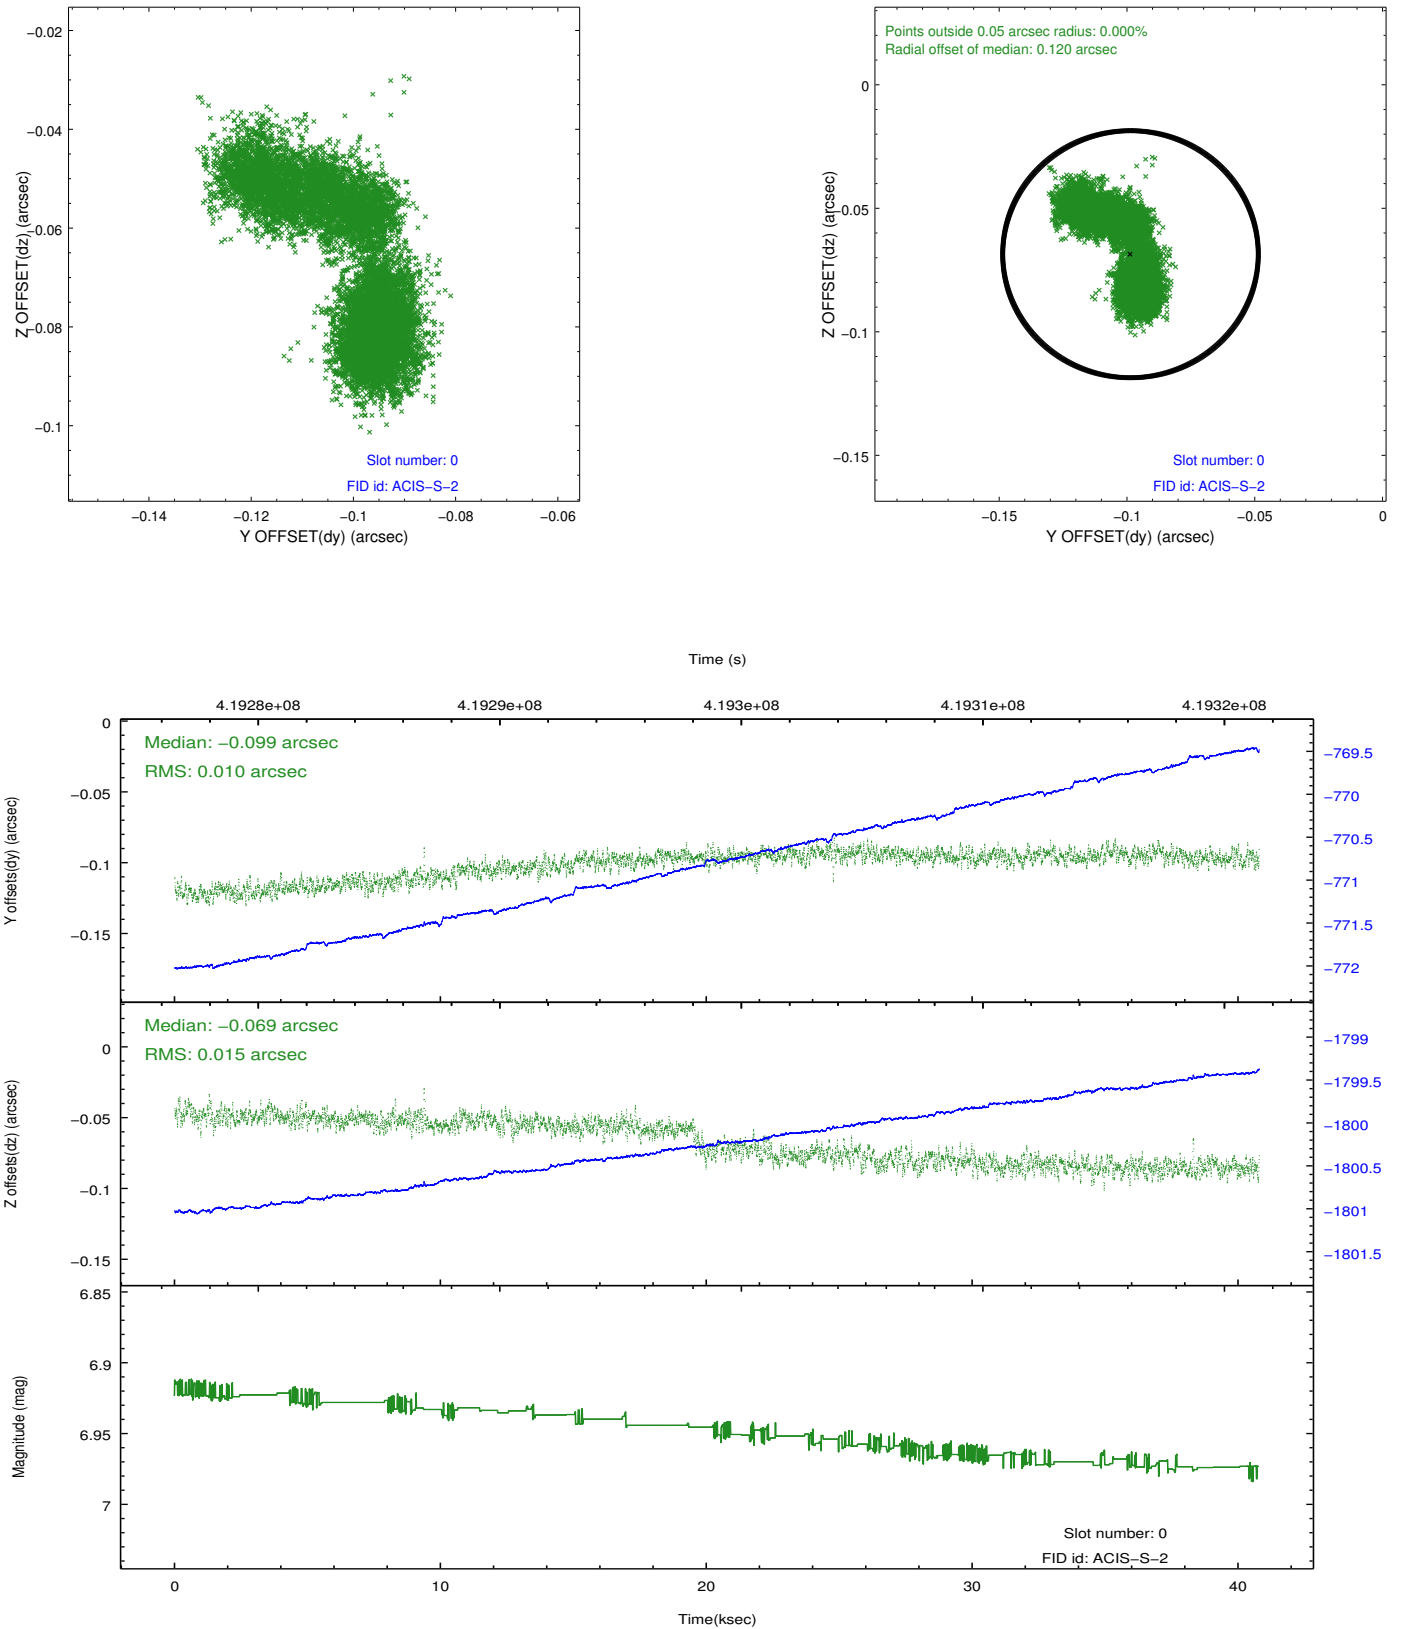 −0.02
−0.04
−0.06
−0.08
−0.1
Z OFFSET(dz) (arcsec)
Slot number: 0
FID id: ACIS−S−2
−0.14
−0.12
−0.1
−0.08
−0.06
Y OFFSET(dy) (arcsec)
Points outside 0.05 arcsec radius: 0.000%
Radial offset of median: 0.120 arcsec
0
−0.05
−0.1
−0.15
Z OFFSET(dz) (arcsec)
Slot number: 0
FID id: ACIS−S−2
−0.15
−0.1
−0.05
0
Y OFFSET(dy) (arcsec)
Time (s)
4.1928e+08
4.1929e+08
4.193e+08
4.1931e+08
4.1932e+08
Median: −0.099 arcsec
RMS: 0.010 arcsec
0
−0.05
−0.1
−0.15
Y offsets(dy) (arcsec)
−769.5
−770
−770.5
−771
−771.5
−772
Median: −0.069 arcsec
RMS: 0.015 arcsec
0
−0.05
−0.1
−0.15
Z offsets(dz) (arcsec)
−1799
−1799.5
−1800
−1800.5
−1801
−1801.5
6.85
6.9
6.95
7
Magnitude (mag)
Slot number: 0
FID id: ACIS−S−2
0
10
20
30
40
Time(ksec)